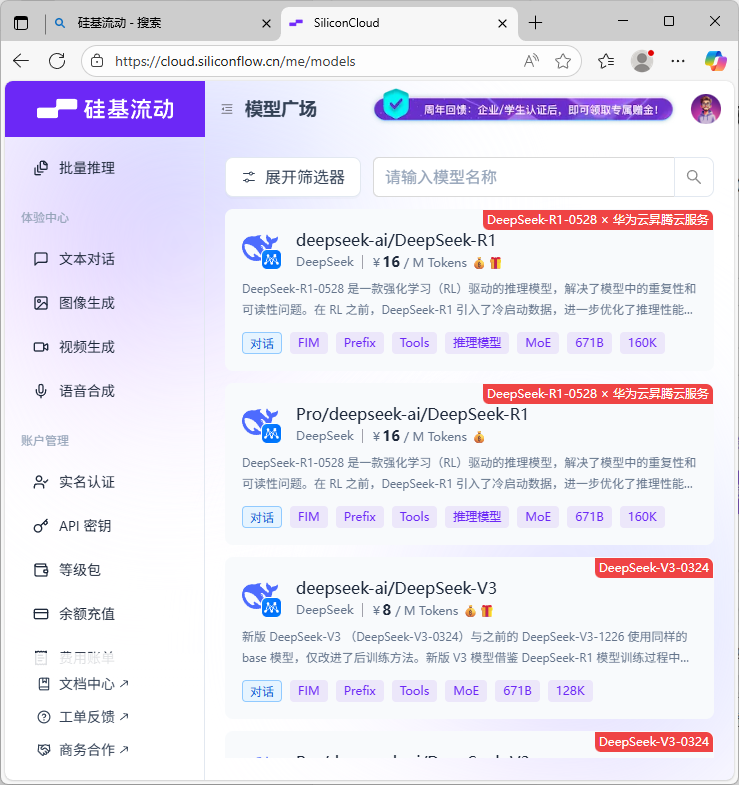 硅基流动 - 搜索
SiliconCloud
https://cloud.siliconflow.cn/me/models
硅基流动
模型广场
周年回馈：企业/学生认证后，即可领取专属赠金！
批量推理
体验中心
文本对话
图像生成
视频生成
语音合成
账户管理
实名认证
API 密钥
等级包
余额充值
费用账单
文档中心
工单反馈
商务合作
展开筛选器
请输入模型名称
DeepSeek-R1-0528 × 华为云昇腾云服务
deepseek-ai/DeepSeek-R1
DeepSeek | ￥16 / M Tokens
DeepSeek-R1-0528 是一款强化学习（RL）驱动的推理模型，解决了模型中的重复性和
可读性问题。在 RL 之前，DeepSeek-R1 引入了冷启动数据，进一步优化了推理性能...
对话 FIM Prefix Tools 推理模型 MoE 671B 160K
DeepSeek-R1-0528 × 华为云昇腾云服务
Pro/deepseek-ai/DeepSeek-R1
DeepSeek | ￥16 / M Tokens
DeepSeek-R1-0528 是一款强化学习（RL）驱动的推理模型，解决了模型中的重复性和
可读性问题。在 RL 之前，DeepSeek-R1 引入了冷启动数据，进一步优化了推理性能...
对话 FIM Prefix Tools 推理模型 MoE 671B 160K
DeepSeek-V3-0324
deepseek-ai/DeepSeek-V3
DeepSeek | ￥8 / M Tokens
新版 DeepSeek-V3 （DeepSeek-V3-0324）与之前的 DeepSeek-V3-1226 使用同样的
base 模型，仅改进了后训练方法。新版 V3 模型借鉴 DeepSeek-R1 模型训练过程中...
对话 FIM Prefix Tools MoE 671B 128K
DeepSeek-V3-0324
Pro/deepseek-ai/DeepSeek-V3